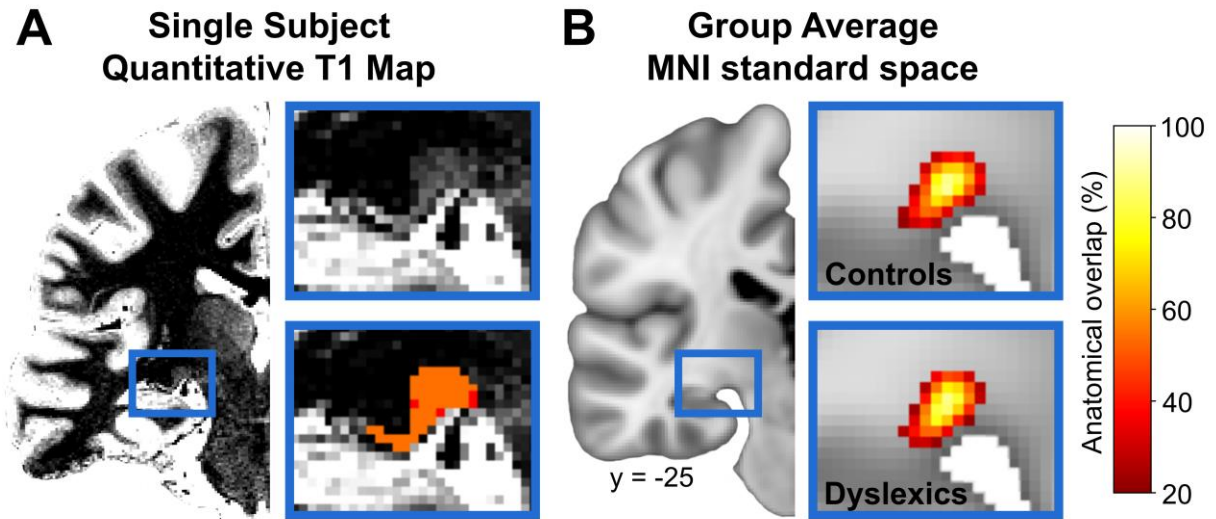 A
Single Subject
Quantitative T1 Map
B
Group Average
MNI standard space
y = -25
Controls
Dyslexics
100
80
60
40
20
Anatomical overlap (%)